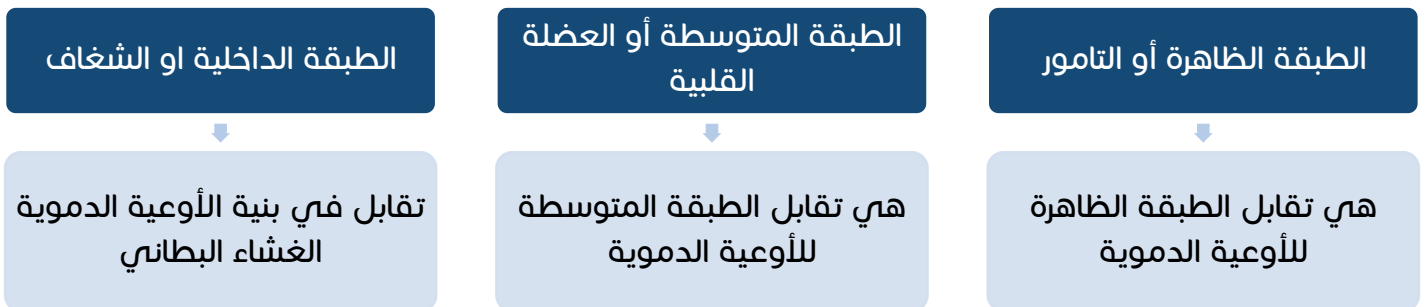 الطبقة الظاهرة أو التامور
هي تقابل الطبقة الظاهرة
للأوعية الدموية
الطبقة المتوسطة أو العضلة
القلبية
هي تقابل الطبقة المتوسطة
للأوعية الدموية
الطبقة الداخلية او الشغاف
تقابل في بنية الأوعية الدموية
الغشاء البطاني